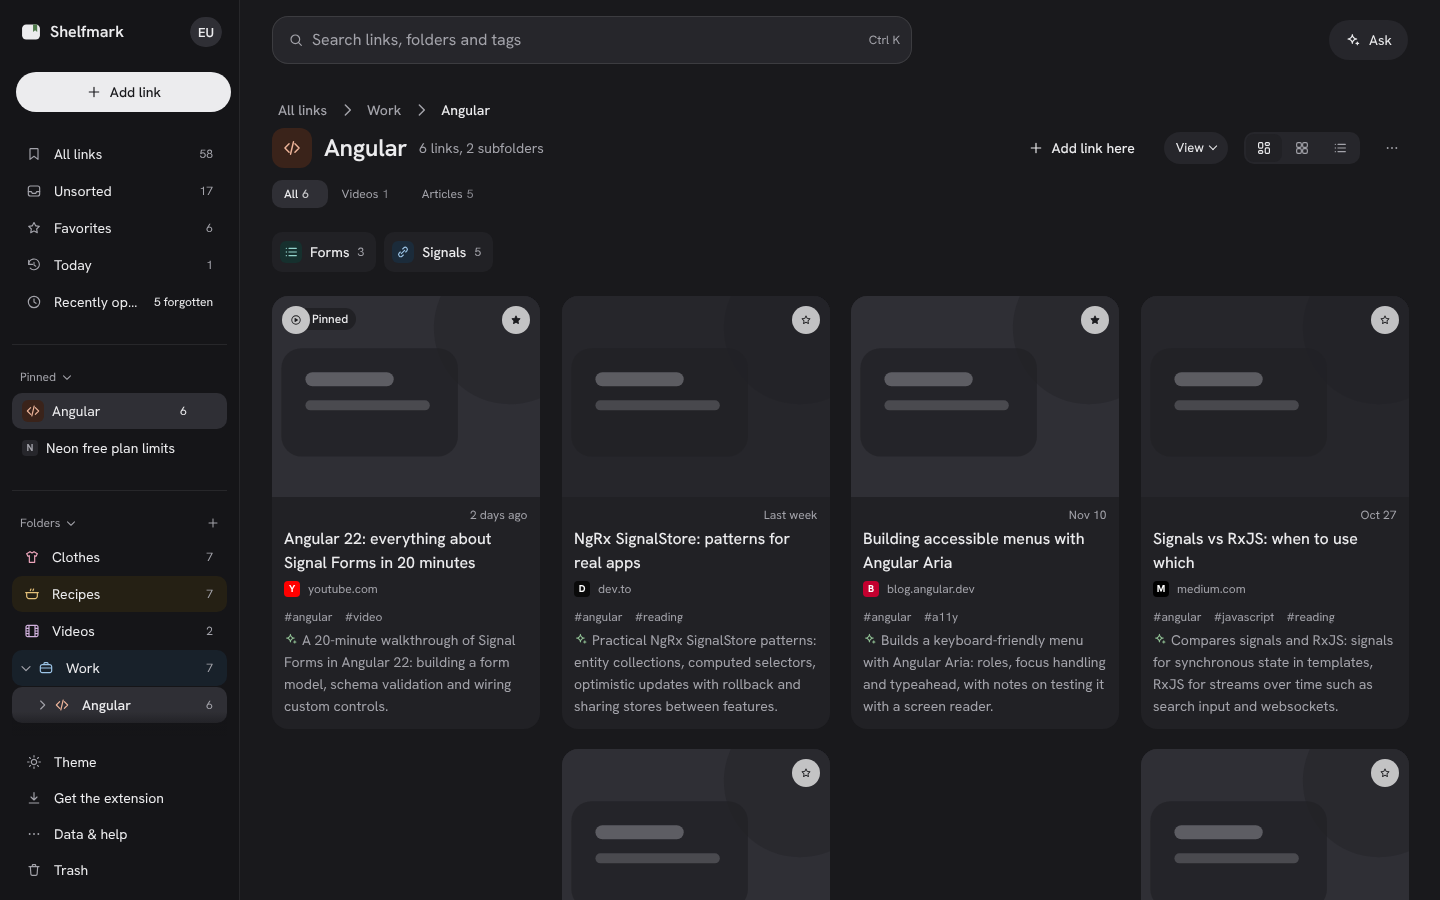 Shelfmark
EU
Add link
All links 58
Unsorted 17
Favorites 6
Today 1
Recently op... 5 forgotten
Pinned
Angular 6
N Neon free plan limits
Folders
Clothes 7
Recipes 7
Videos 2
Work 7
Angular 6
Theme
Get the extension
Data & help
Trash
Search links, folders and tags Ctrl K
Ask
All links Work Angular
Angular 6 links, 2 subfolders
Add link here View
All 6 Videos 1 Articles 5
Forms 3 Signals 5
Pinned
2 days ago
Angular 22: everything about
Signal Forms in 20 minutes
Y youtube.com
#angular #video
A 20-minute walkthrough of Signal
Forms in Angular 22: building a form
model, schema validation and wiring
custom controls.
Last week
NgRx SignalStore: patterns for
real apps
D dev.to
#angular #reading
Practical NgRx SignalStore patterns:
entity collections, computed selectors,
optimistic updates with rollback and
sharing stores between features.
Nov 10
Building accessible menus with
Angular Aria
B blog.angular.dev
#angular #a11y
Builds a keyboard-friendly menu
with Angular Aria: roles, focus handling
and typeahead, with notes on testing it
with a screen reader.
Oct 27
Signals vs RxJS: when to use
which
M medium.com
#angular #javascript #reading
Compares signals and RxJS: signals
for synchronous state in templates,
RxJS for streams over time such as
search input and websockets.